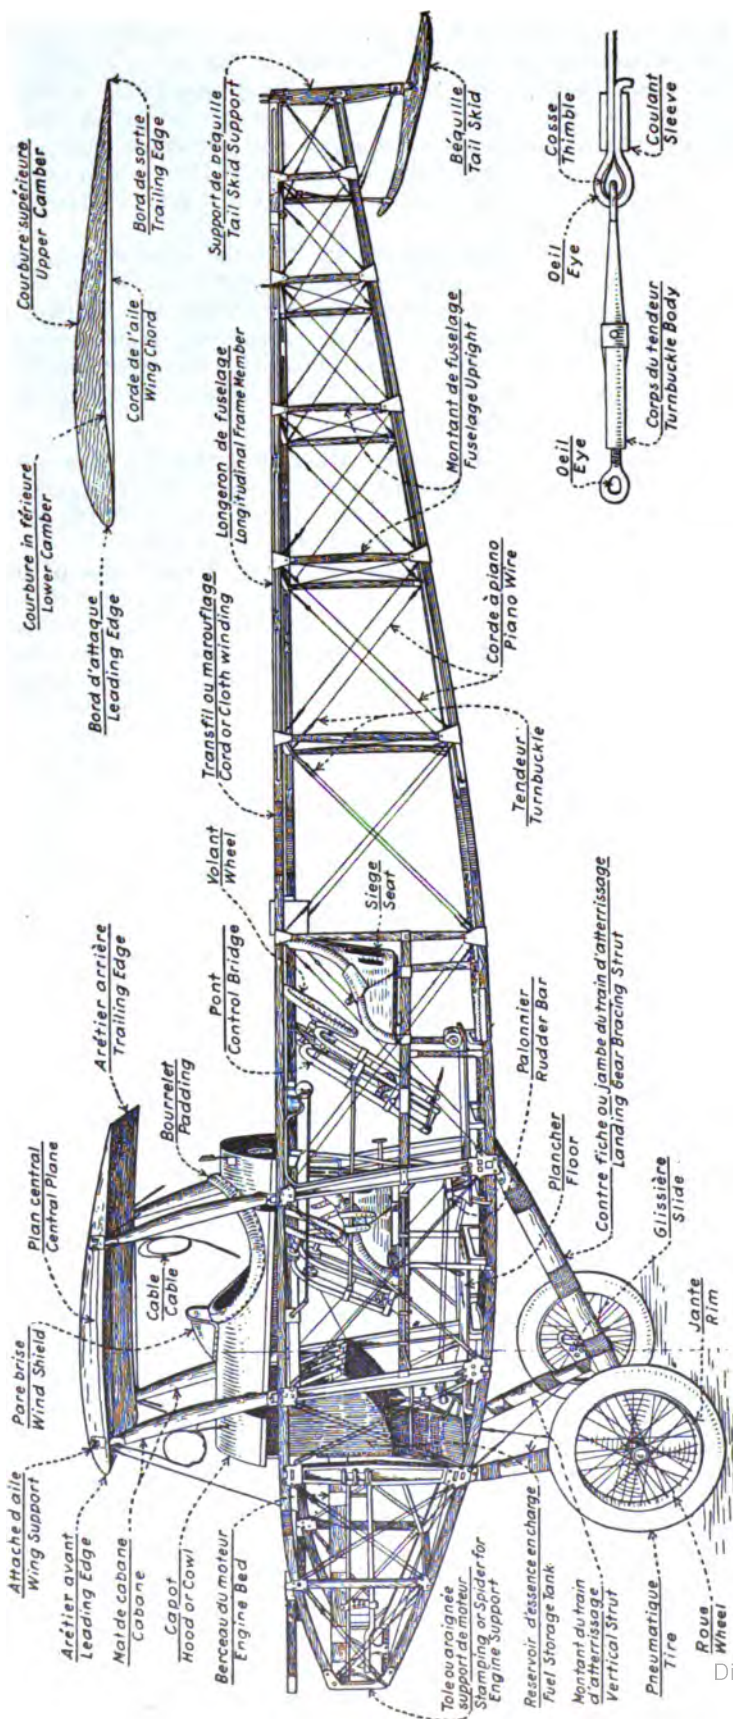 Courbure supérieure
Upper Camber
Bord de sortie
Trailing Edge
Corde de l'aile
Wing Chord
Courbure in férieure
Lower Camber
Bord d'attaque
Leading Edge
Support de béquille
Tail Skid Support
Béquille
Tail Skid
Cosse
Thimble
Coulant
Sleeve
Oeil
Eye
Corps du tendeur
Turnbuckle Body
Oeil
Eye
Longeron de fuselage
Longitudinal Frame Member
Montant de fuselage
Fuselage Upright
Transfil ou marouflage
Cord or Cloth winding
Corde à piano
Piano Wire
Tendeur
Turnbuckle
Volant
Wheel
Siege
Seat
Pont
Control Bridge
Arétier arrière
Trailing Edge
Bourrelet
Padding
Plan central
Central Plane
Cable
Cable
Pare brise
Wind Shield
Attache d'aile
Wing Support
Arétier avant
Leading Edge
Mat de cabane
Cabane
Capot
Hood or Cowl
Berceau du moteur
Engine Bed
Palonnier
Rudder Bar
Plancher
Floor
Contre fiche ou jambe du train d'atterrissage
Landing Gear Bracing Strut
Glissière
Slide
Jante
Rim
Tole ou araignée
support de moteur
Stamping or Spider for
Engine Support
Reservoir d'essence en charge
Fuel Storage Tank
Montant du train
d'atterrissage
Vertical Strut
Pneumatique
Tire
Roue
Wheel
Di